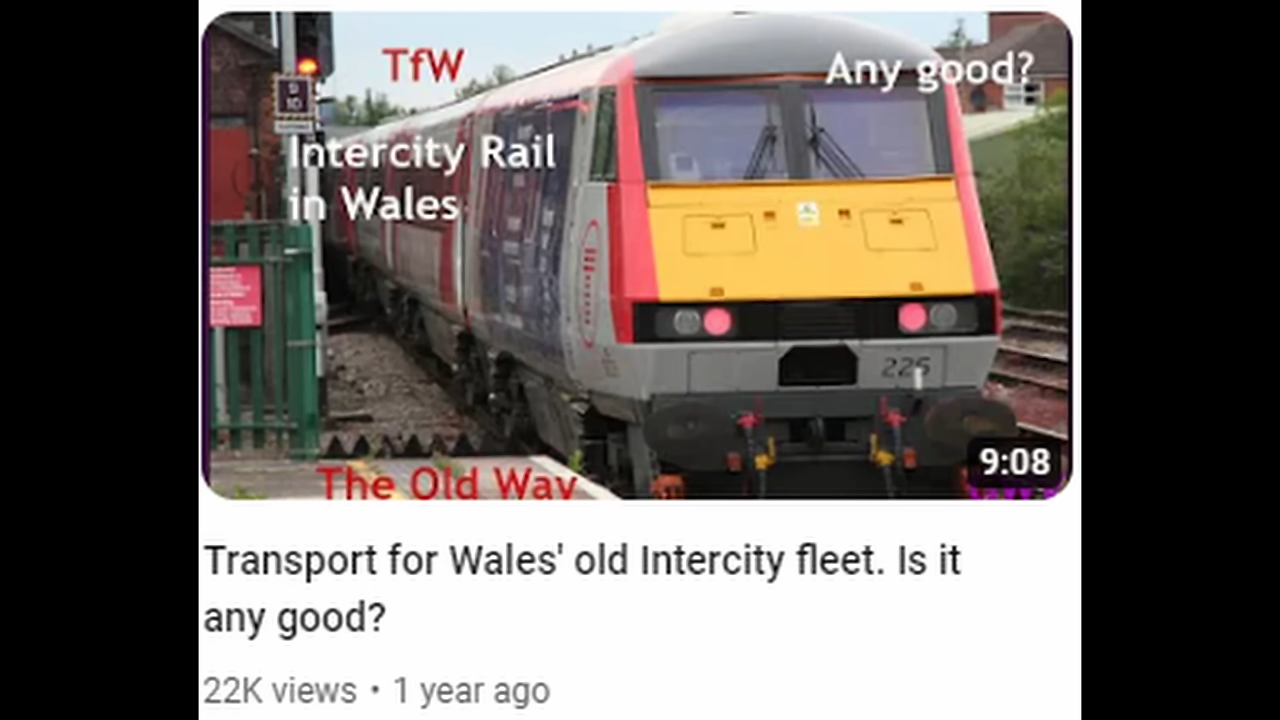 TfW
Any good?
Intercity Rail
in Wales
225
The Old Way
9:08
Transport for Wales' old Intercity fleet. Is it
any good?
22K views • 1 year ago